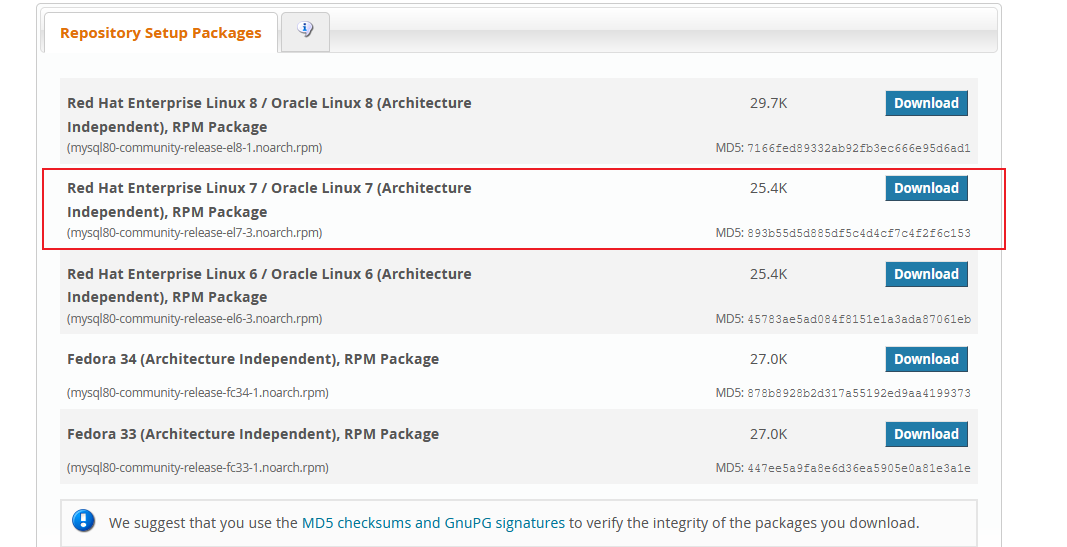 Repository Setup Packages
Red Hat Enterprise Linux 8 / Oracle Linux 8 (Architecture 29.7K Download
Independent), RPM Package
(mysql80-community-release-el8-1.noarch.rpm) MD5: 7166fed89332ab92fb3ec666e95d6ad1
Red Hat Enterprise Linux 7 / Oracle Linux 7 (Architecture 25.4K Download
Independent), RPM Package
(mysql80-community-release-el7-3.noarch.rpm) MD5: 893b55d5d885df5c4d4cf7c4f2f6c153
Red Hat Enterprise Linux 6 / Oracle Linux 6 (Architecture 25.4K Download
Independent), RPM Package
(mysql80-community-release-el6-3.noarch.rpm) MD5: 45783ae5ad084f8151e1a3ada87061eb
Fedora 34 (Architecture Independent), RPM Package 27.0K Download
(mysql80-community-release-fc34-1.noarch.rpm) MD5: 878b8928b2d317a55192ed9aa4199373
Fedora 33 (Architecture Independent), RPM Package 27.0K Download
(mysql80-community-release-fc33-1.noarch.rpm) MD5: 447ee5a9fa8e6d36ea5905e0a81e3a1e
We suggest that you use the MD5 checksums and GnuPG signatures to verify the integrity of the packages you download.